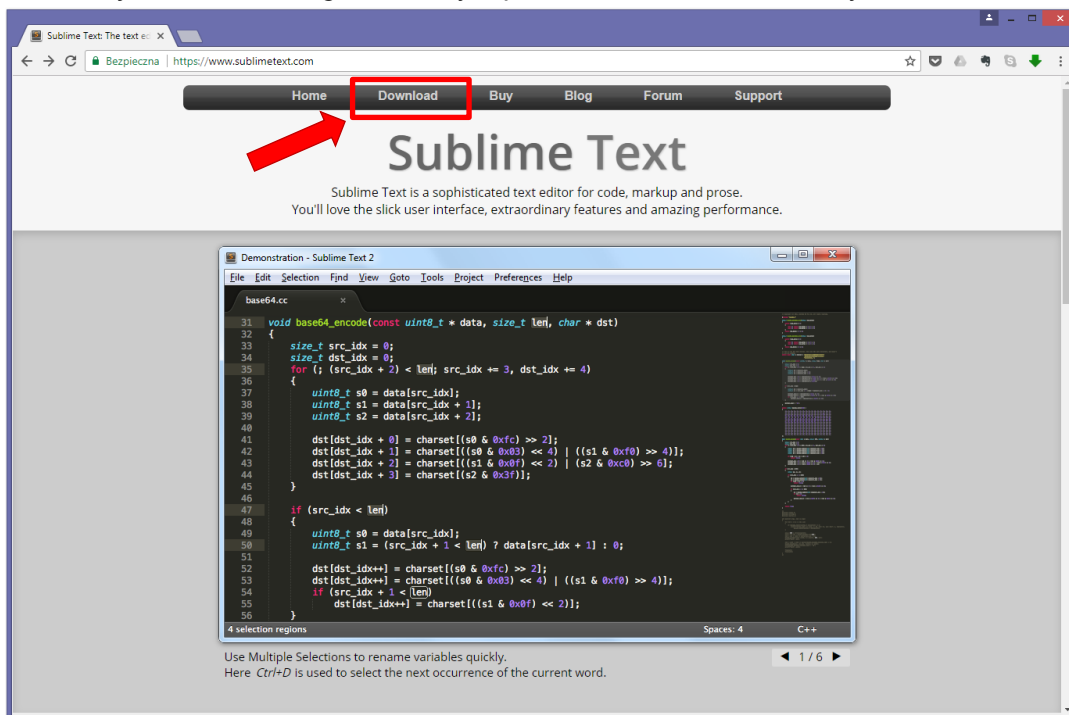 Sublime Text: The text ed
Bezpieczna | https://www.sublimetext.com
Home Download Buy Blog Forum Support
Sublime Text
Sublime Text is a sophisticated text editor for code, markup and prose.
You'll love the slick user interface, extraordinary features and amazing performance.
Demonstration - Sublime Text 2
File Edit Selection Find View Goto Tools Project Preferences Help
base64.cc
31 void base64_encode(const uint8_t * data, size_t len, char * dst)
32 {
33 size_t src_idx = 0;
34 size_t dst_idx = 0;
35 for (; (src_idx + 2) < len; src_idx += 3, dst_idx += 4)
36 {
37 uint8_t s0 = data[src_idx];
38 uint8_t s1 = data[src_idx + 1];
39 uint8_t s2 = data[src_idx + 2];
40
41 dst[dst_idx + 0] = charset[(s0 & 0xfc) >> 2];
42 dst[dst_idx + 1] = charset[((s0 & 0x03) << 4) | ((s1 & 0xf0) >> 4)];
43 dst[dst_idx + 2] = charset[((s1 & 0x0f) << 2) | (s2 & 0xc0) >> 6];
44 dst[dst_idx + 3] = charset[(s2 & 0x3f)];
45 }
46
47 if (src_idx < len)
48 {
49 uint8_t s0 = data[src_idx];
50 uint8_t s1 = (src_idx + 1 < len) ? data[src_idx + 1] : 0;
51
52 dst[dst_idx++] = charset[(s0 & 0xfc) >> 2];
53 dst[dst_idx++] = charset[((s0 & 0x03) << 4) | ((s1 & 0xf0) >> 4)];
54 if (src_idx + 1 < len)
55 dst[dst_idx++] = charset[((s1 & 0x0f) << 2)];
56 }
4 selection regions Spaces: 4 C++
Use Multiple Selections to rename variables quickly.
Here Ctrl+D is used to select the next occurrence of the current word.
1 / 6